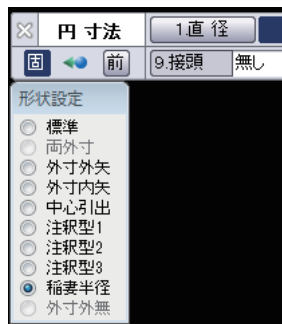 円 寸法 1.直 径
固 前 9.接頭 無し
形状設定
標準
両外寸
外寸外矢
外寸内矢
中心引出
注釈型1
注釈型2
注釈型3
稲妻半径
外寸外無